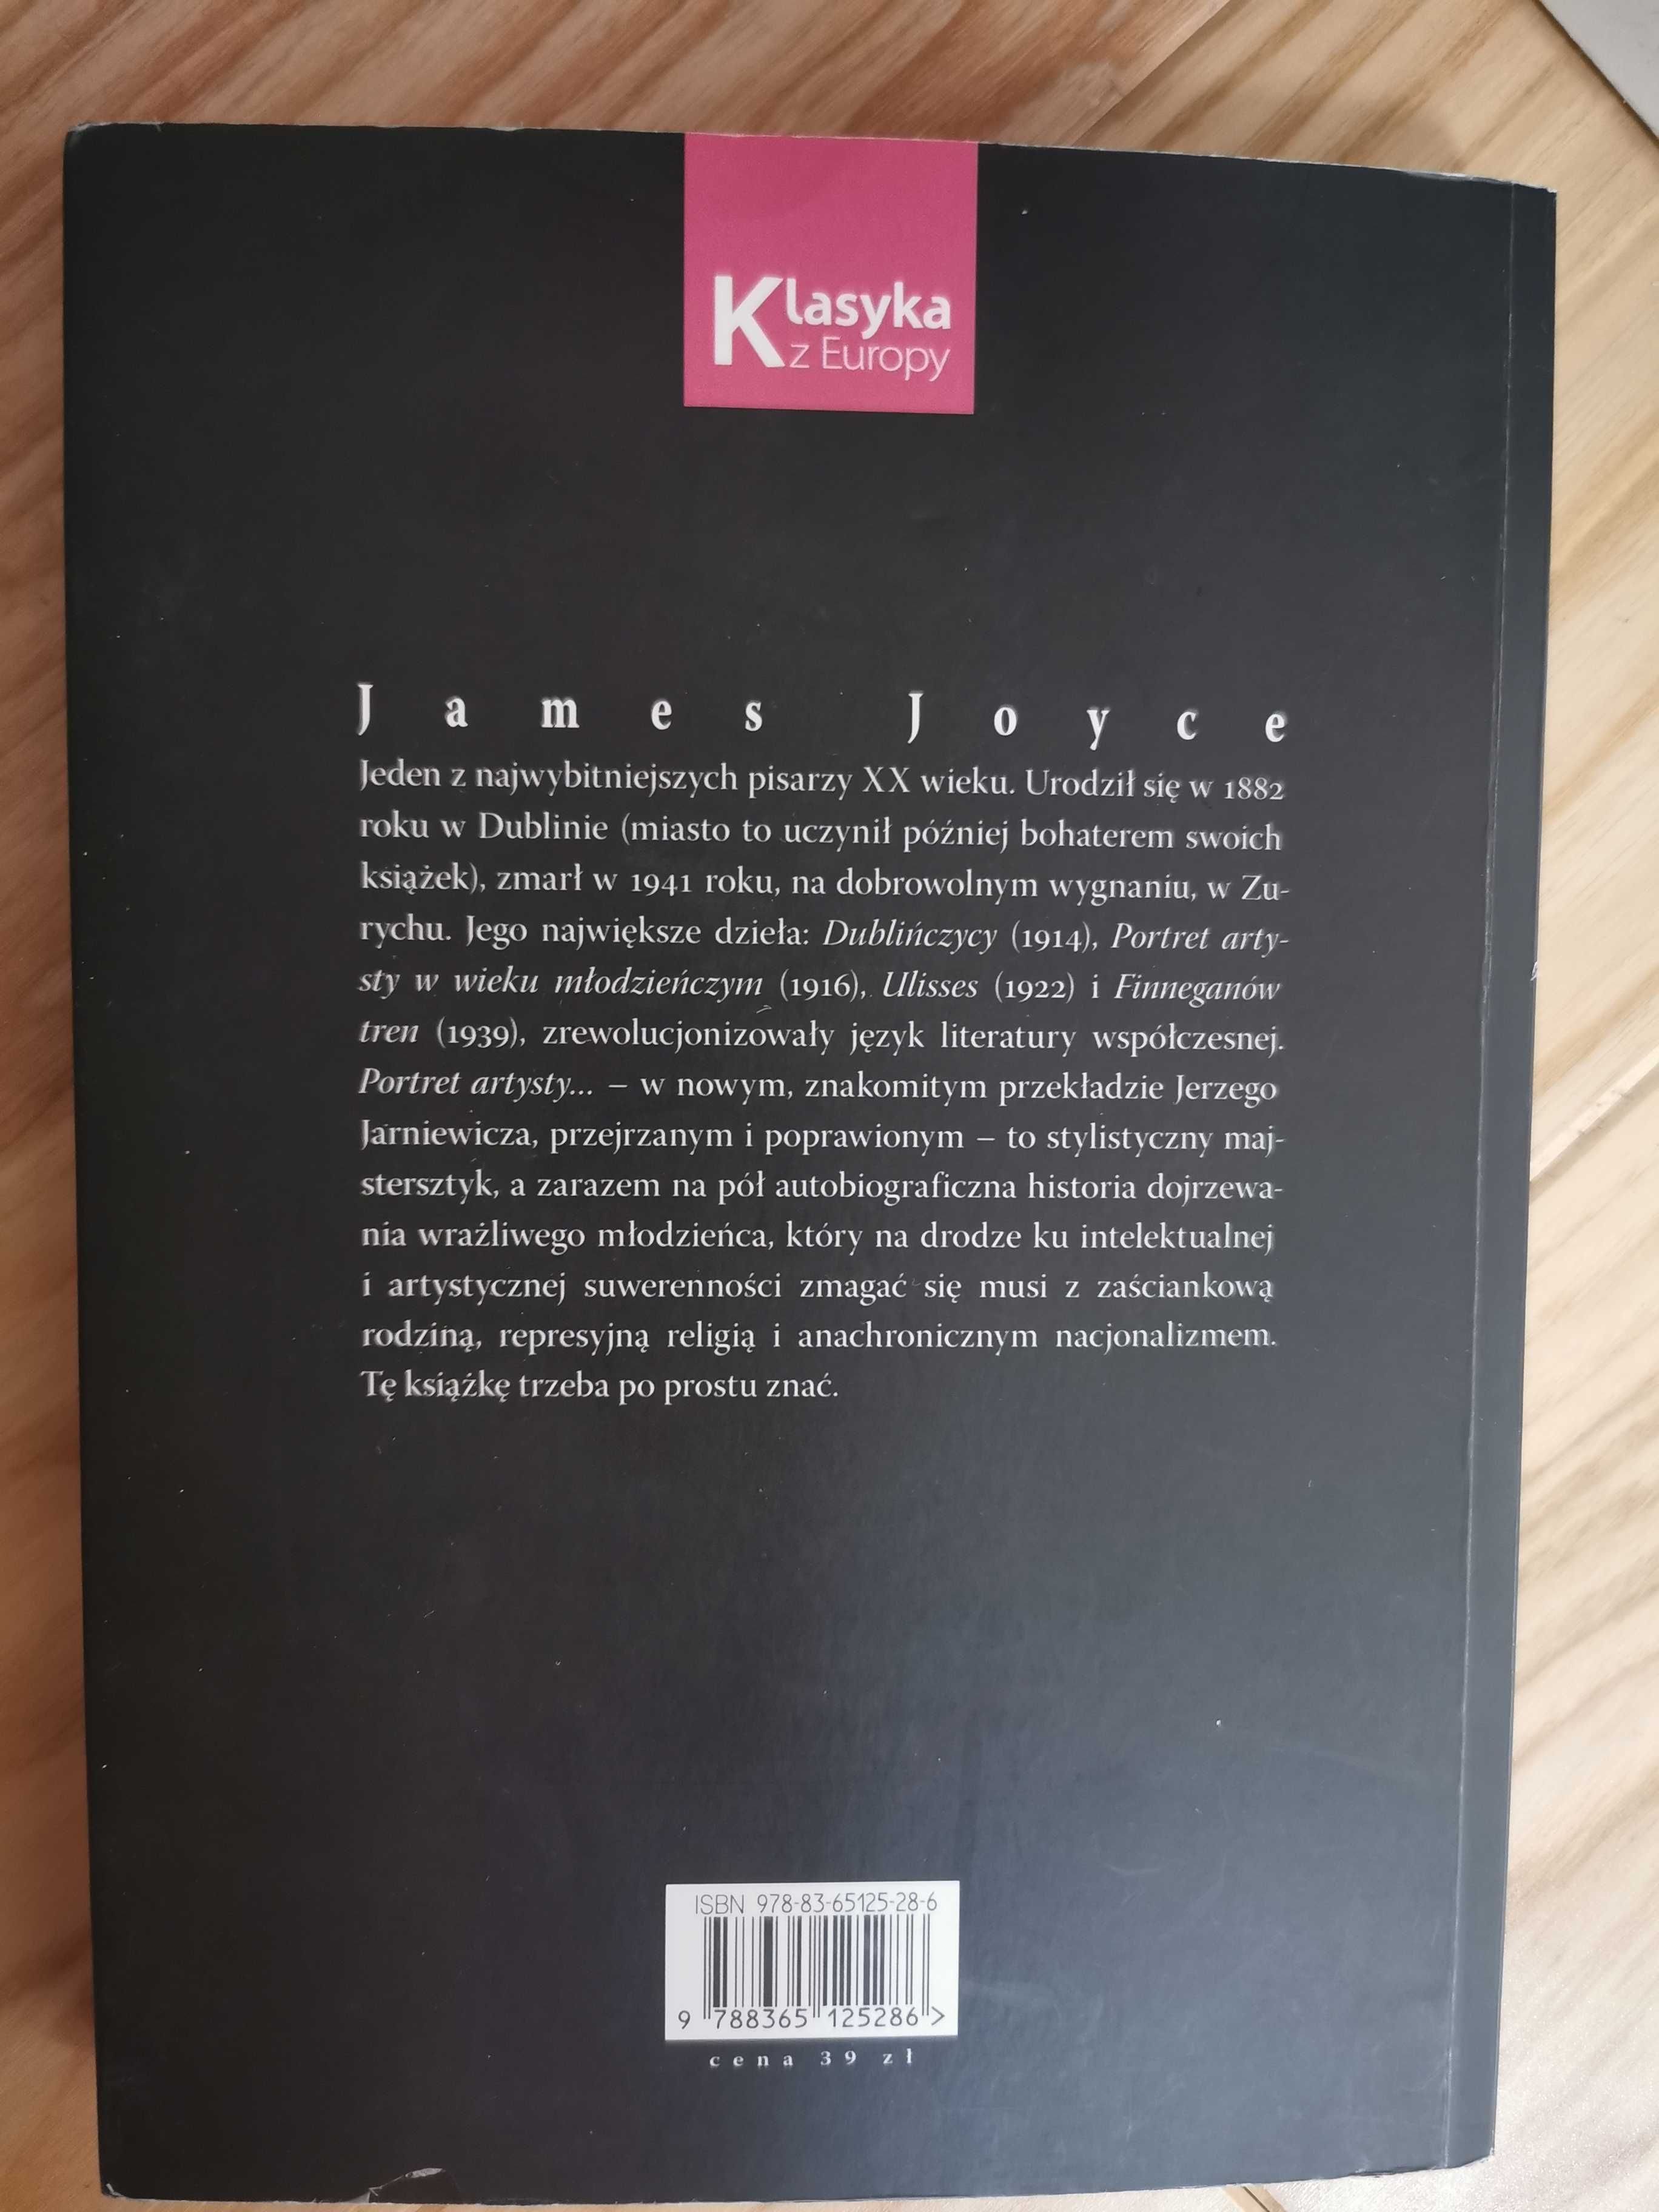 Klasyka
z Europy
James Joyce
Jeden z najwybitniejszych pisarzy XX wieku. Urodził się w 1882
roku w Dublinie (miasto to uczynił później bohaterem swoich
książek), zmarł w 1941 roku, na dobrowolnym wygnaniu, w Zu-
rychu. Jego największe dzieła: Dublińczycy (1914), Portret arty-
sty w wieku młodzieńczym (1916), Ulisses (1922) i Finneganów
tren (1939), zrewolucjonizowały język literatury współczesnej.
Portret artysty... – w nowym, znakomitym przekładzie Jerzego
Jarniewicza, przejrzanym i poprawionym – to stylistyczny maj-
stersztyk, a zarazem na pół autobiograficzna historia dojrzewa-
nia wrażliwego młodzieńca, który na drodze ku intelektualnej
i artystycznej suwerenności zmagać się musi z zaściankową
rodziną, represyjną religią i anachronicznym nacjonalizmem.
Tę książkę trzeba po prostu znać.
ISBN 978-83-65125-28-6
9 788365 125286 >
cena 39 zł